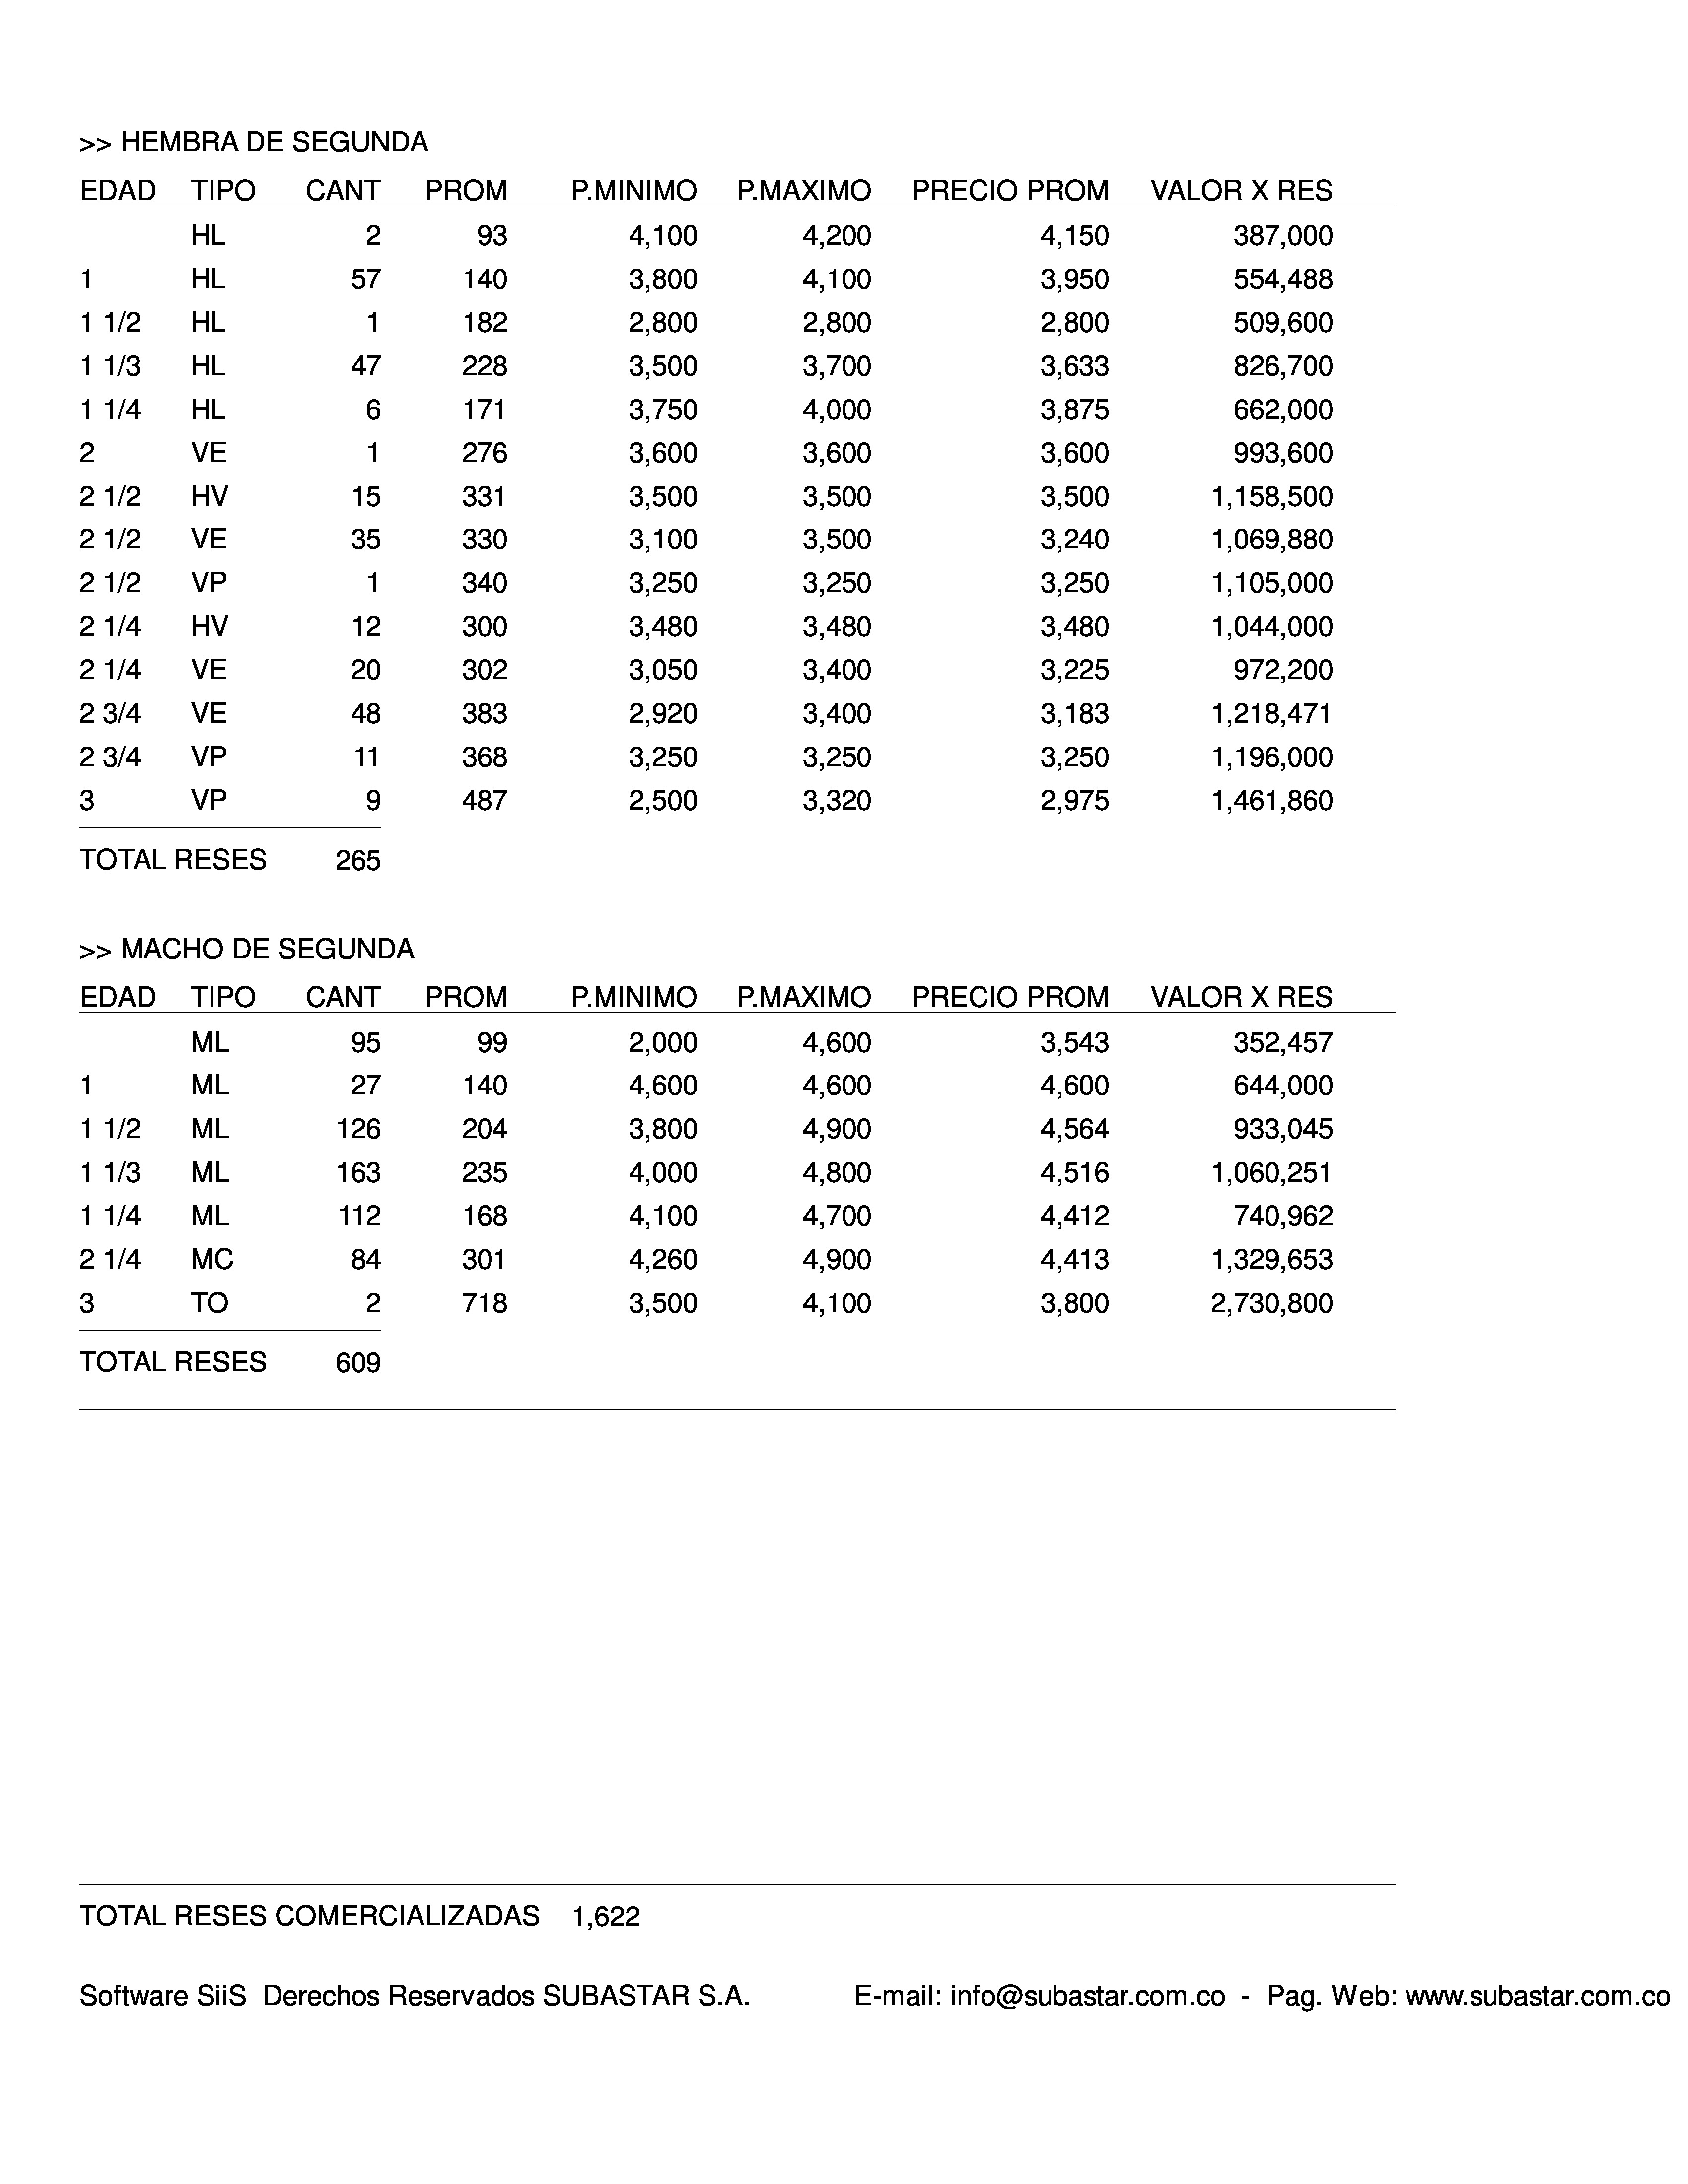 >> HEMBRA DE SEGUNDA
EDAD TIPO CANT PROM P.MINIMO P.MAXIMO PRECIO PROM VALOR X RES
HL 2 93 4,100 4,200 4,150 387,000
1 HL 57 140 3,800 4,100 3,950 554,488
1 1/2 HL 1 182 2,800 2,800 2,800 509,600
1 1/3 HL 47 228 3,500 3,700 3,633 826,700
1 1/4 HL 6 171 3,750 4,000 3,875 662,000
2 VE 1 276 3,600 3,600 3,600 993,600
2 1/2 HV 15 331 3,500 3,500 3,500 1,158,500
2 1/2 VE 35 330 3,100 3,500 3,240 1,069,880
2 1/2 VP 1 340 3,250 3,250 3,250 1,105,000
2 1/4 HV 12 300 3,480 3,480 3,480 1,044,000
2 1/4 VE 20 302 3,050 3,400 3,225 972,200
2 3/4 VE 48 383 2,920 3,400 3,183 1,218,471
2 3/4 VP 11 368 3,250 3,250 3,250 1,196,000
3 VP 9 487 2,500 3,320 2,975 1,461,860
TOTAL RESES 265
>> MACHO DE SEGUNDA
EDAD TIPO CANT PROM P.MINIMO P.MAXIMO PRECIO PROM VALOR X RES
ML 95 99 2,000 4,600 3,543 352,457
1 ML 27 140 4,600 4,600 4,600 644,000
1 1/2 ML 126 204 3,800 4,900 4,564 933,045
1 1/3 ML 163 235 4,000 4,800 4,516 1,060,251
1 1/4 ML 112 168 4,100 4,700 4,412 740,962
2 1/4 MC 84 301 4,260 4,900 4,413 1,329,653
3 TO 2 718 3,500 4,100 3,800 2,730,800
TOTAL RESES 609
TOTAL RESES COMERCIALIZADAS 1,622
Software SiiS Derechos Reservados SUBASTAR S.A. E-mail: info@subastar.com.co - Pag. Web: www.subastar.com.co